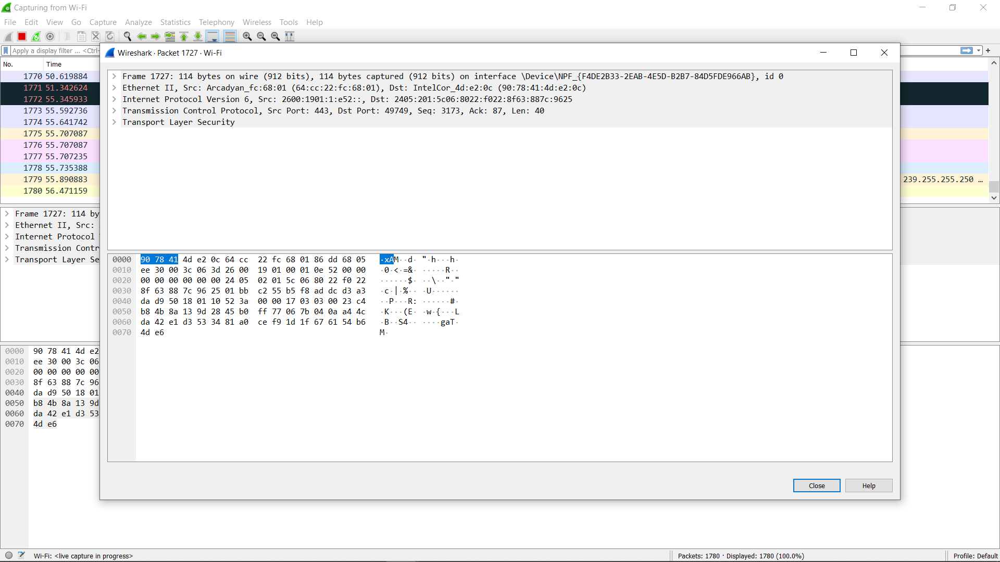 Capturing from Wi-Fi
File Edit View Go Capture Analyze Statistics Telephony Wireless Tools Help
Apply a display filter ... <Ctrl-
Wireshark · Packet 1727 · Wi-Fi
No. Time
1770 50.619884
1771 51.342624
1772 55.345933
1773 55.592736
1774 55.641742
1775 55.707087
1776 55.707087
1777 55.707235
1778 55.735388
1779 55.890883 239.255.255.250 …
1780 56.471159
Frame 1727: 114 bytes on wire (912 bits), 114 bytes captured (912 bits) on interface \Device\NPF_{F4DE2B33-2EAB-4E5D-B2B7-84D5FDE966AB}, id 0
Ethernet II, Src: Arcadyan_fc:68:01 (64:cc:22:fc:68:01), Dst: IntelCor_4d:e2:0c (90:78:41:4d:e2:0c)
Internet Protocol Version 6, Src: 2600:1901:1:e52::, Dst: 2405:201:5c06:8022:f022:8f63:887c:9625
Transmission Control Protocol, Src Port: 443, Dst Port: 49749, Seq: 3173, Ack: 87, Len: 40
Transport Layer Security
0000 90 78 41 4d e2 0c 64 cc 22 fc 68 01 86 dd 68 05 ·xAM··d· "·h···h·
0010 ee 30 00 3c 06 3d 26 00 19 01 00 01 0e 52 00 00 ·0·<·=&· ·····R··
0020 00 00 00 00 00 00 24 05 02 01 5c 06 80 22 f0 22 ······$· ··\··"·"
0030 8f 63 88 7c 96 25 01 bb c2 55 b5 f8 ad dc d3 a3 ·c·|·%·· ·U······
0040 da d9 50 18 01 10 52 3a 00 00 17 03 03 00 23 c4 ··P···R: ······#·
0050 b8 4b 8a 13 9d 28 45 b0 ff 77 06 7b 04 0a a4 4c ·K···(E· ·w·{···L
0060 da 42 e1 d3 53 34 81 a0 ce f9 1d 1f 67 61 54 b6 ·B··S4·· ····gaT·
0070 4d e6 M·
Close Help
Frame 1727: 114 by
Ethernet II, Src:
Internet Protocol
Transmission Contr
Transport Layer Se
0000 90 78 41 4d e2
0010 ee 30 00 3c 06
0020 00 00 00 00 00
0030 8f 63 88 7c 96
0040 da d9 50 18 01
0050 b8 4b 8a 13 9d
0060 da 42 e1 d3 53
0070 4d e6
Wi-Fi: <live capture in progress> Packets: 1780 · Displayed: 1780 (100.0%) Profile: Default